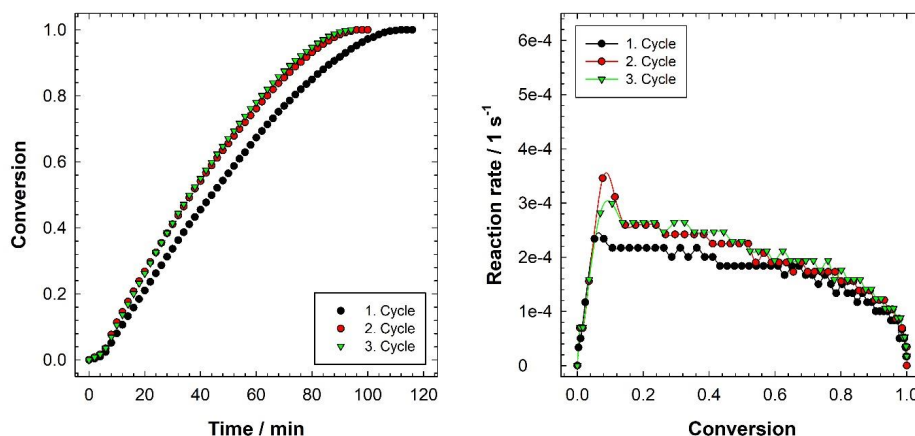 1.0
0.8
0.6
0.4
0.2
0.0
Conversion
0 20 40 60 80 100 120
Time / min
1. Cycle
2. Cycle
3. Cycle
6e-4
5e-4
4e-4
3e-4
2e-4
1e-4
0
Reaction rate / 1 s⁻¹
0.0 0.2 0.4 0.6 0.8 1.0
Conversion
1. Cycle
2. Cycle
3. Cycle